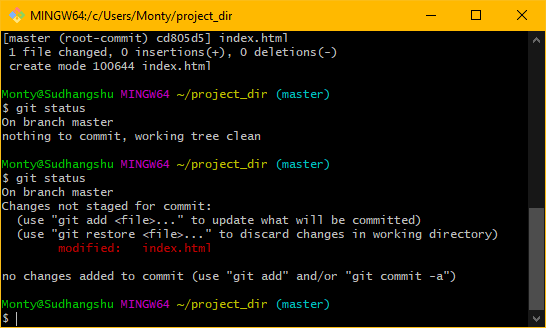 MINGW64:/c/Users/Monty/project_dir
[master (root-commit) cd805d5] index.html
 1 file changed, 0 insertions(+), 0 deletions(-)
 create mode 100644 index.html
Monty@Sudhangshu MINGW64 ~/project_dir (master)
$ git status
On branch master
nothing to commit, working tree clean
Monty@Sudhangshu MINGW64 ~/project_dir (master)
$ git status
On branch master
Changes not staged for commit:
  (use "git add <file>..." to update what will be committed)
  (use "git restore <file>..." to discard changes in working directory)
        modified:   index.html
no changes added to commit (use "git add" and/or "git commit -a")
Monty@Sudhangshu MINGW64 ~/project_dir (master)
$